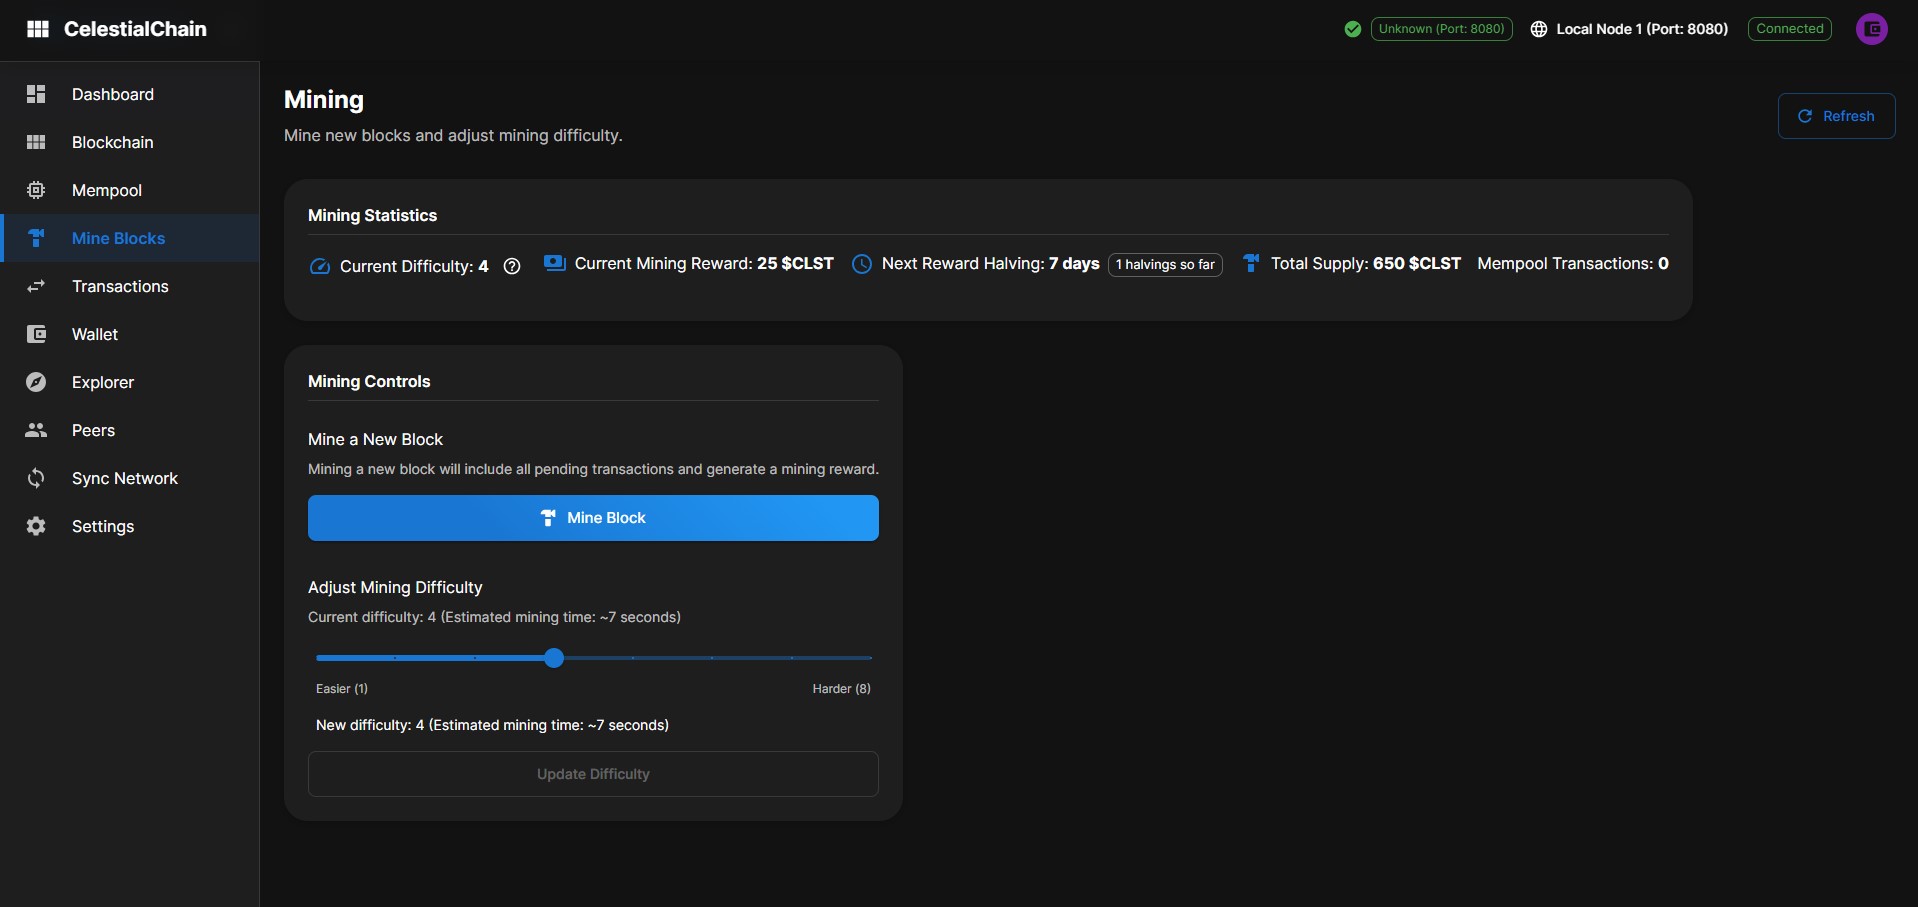 CelestialChain
Unknown (Port: 8080)
Local Node 1 (Port: 8080)
Connected
Dashboard
Blockchain
Mempool
Mine Blocks
Transactions
Wallet
Explorer
Peers
Sync Network
Settings
Mining
Mine new blocks and adjust mining difficulty.
Refresh
Mining Statistics
Current Difficulty: 4
Current Mining Reward: 25 $CLST
Next Reward Halving: 7 days
1 halvings so far
Total Supply: 650 $CLST
Mempool Transactions: 0
Mining Controls
Mine a New Block
Mining a new block will include all pending transactions and generate a mining reward.
Mine Block
Adjust Mining Difficulty
Current difficulty: 4 (Estimated mining time: ~7 seconds)
Easier (1)
Harder (8)
New difficulty: 4 (Estimated mining time: ~7 seconds)
Update Difficulty